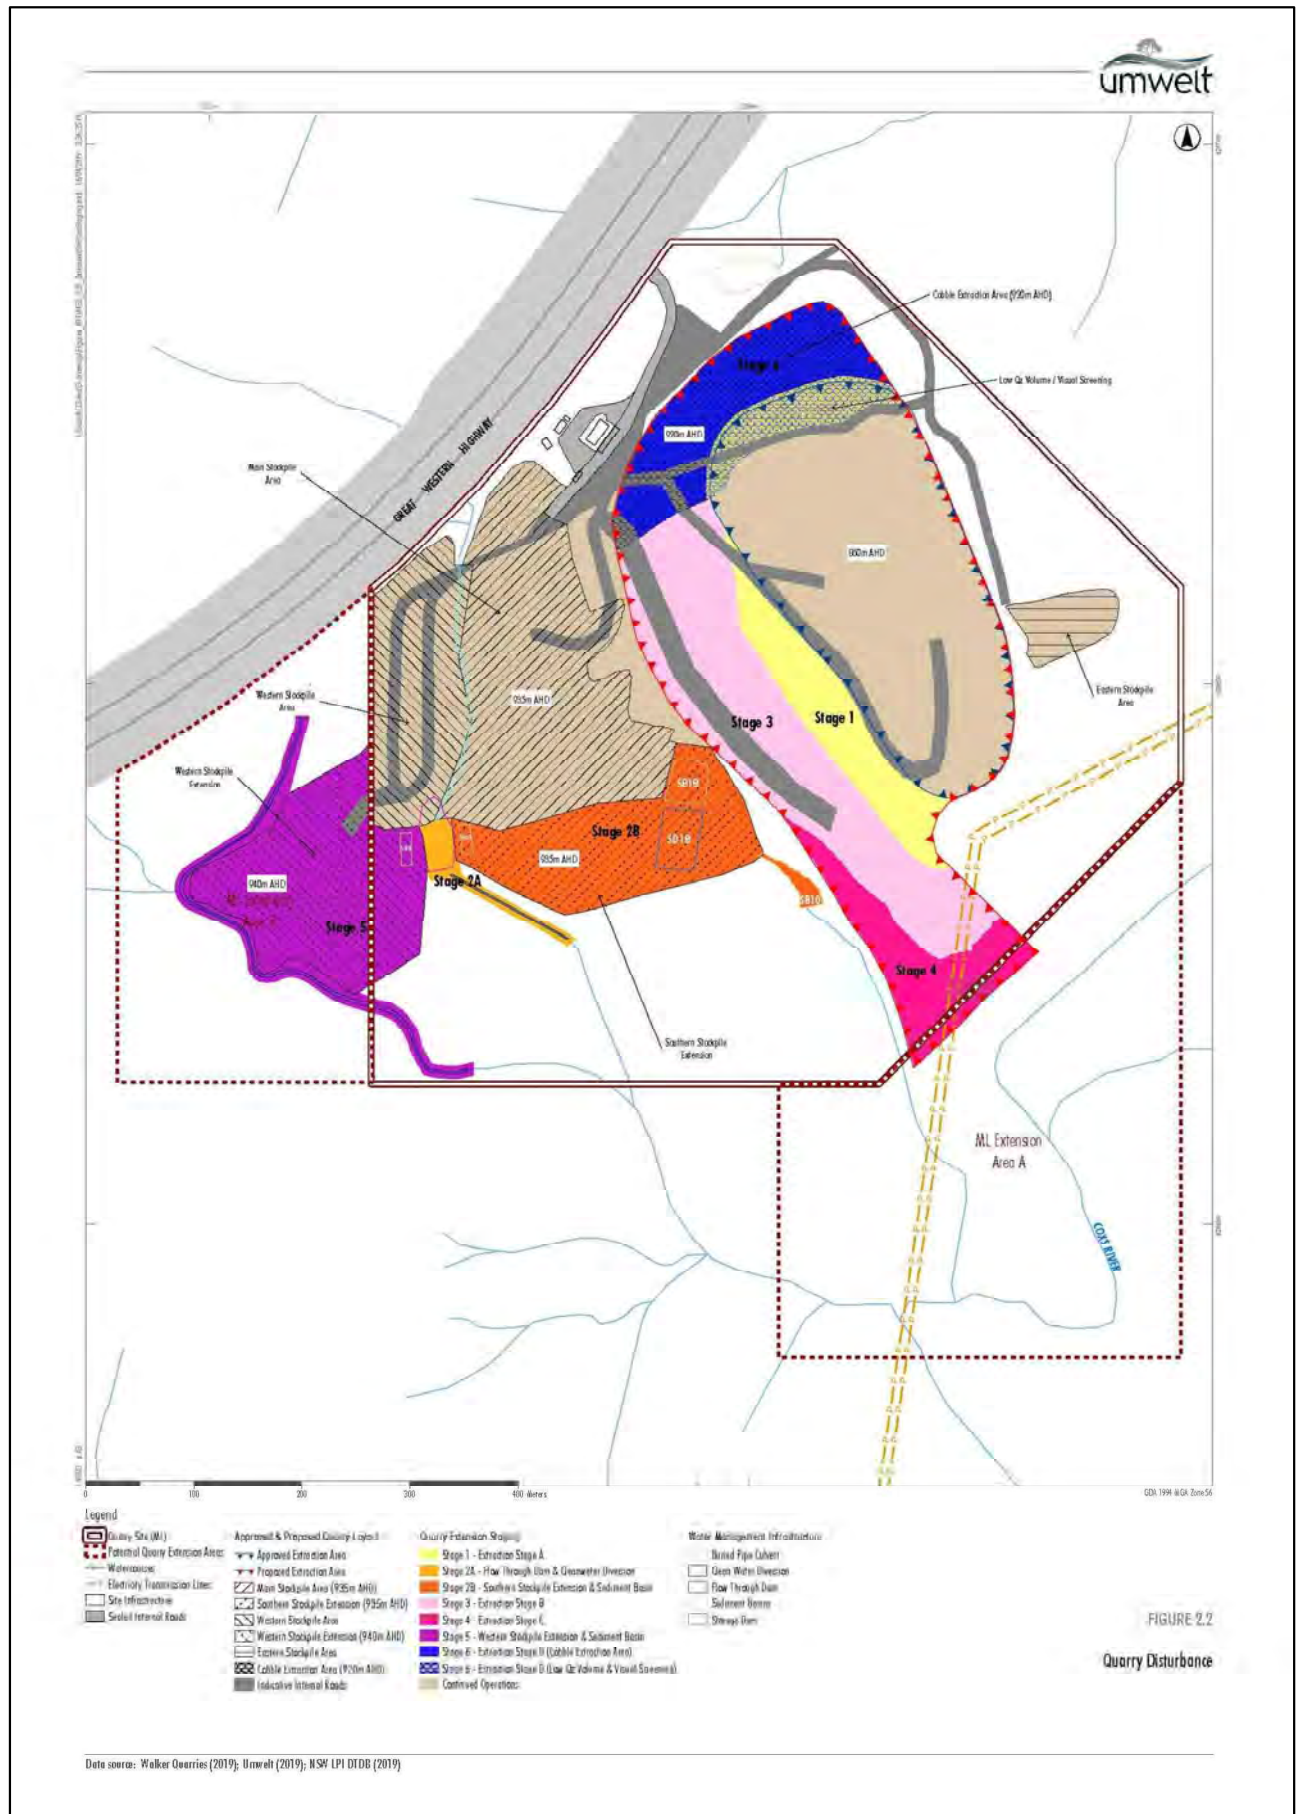 umwelt
Cobble Extraction Area (920m AHD)
Stage 6
Low Qz Volume / Visual Screening
990m AHD
GREAT WESTERN HIGHWAY
Main Stockpile
Area
860m AHD
Western Stockpile
Area
935m AHD
Eastern Stockpile
Area
Stage 3
Stage 1
Western Stockpile
Extension
Stage 2B
935m AHD
940m AHD
Stage 2A
Stage 5
Stage 4
Southern Stockpile
Extension
ML Extension
Area A
COXS RIVER
0 100 200 300 400 Meters
GDA 1994 MGA Zone 56
Legend
Quarry Site (ML)
Potential Quarry Extension Areas
Watercourses
Electricity Transmission Lines
Site Infrastructure
Sealed Internal Roads
Approved & Proposed Quarry Layout
Approved Extraction Area
Proposed Extraction Area
Main Stockpile Area (935m AHD)
Southern Stockpile Extension (935m AHD)
Western Stockpile Area
Western Stockpile Extension (940m AHD)
Eastern Stockpile Area
Cobble Extraction Area (920m AHD)
Indicative Internal Roads
Quarry Extension Staging
Stage 1 - Extraction Stage A
Stage 2A - Flow Through Dam & Cleanwater Diversion
Stage 2B - Southern Stockpile Extension & Sediment Basin
Stage 3 - Extraction Stage B
Stage 4 - Extraction Stage C
Stage 5 - Western Stockpile Extension & Sediment Basin
Stage 6 - Extraction Stage D (Cobble Extraction Area)
Stage 6 - Extraction Stage D (Low Qz Volume & Visual Screening)
Continued Operations
Water Management Infrastructure
Buried Pipe Culvert
Clean Water Diversion
Flow Through Dam
Sediment Basins
Storage Dam
FIGURE 2.2
Quarry Disturbance
Data source: Walker Quarries (2019); Umwelt (2019); NSW LPI DTDB (2019)